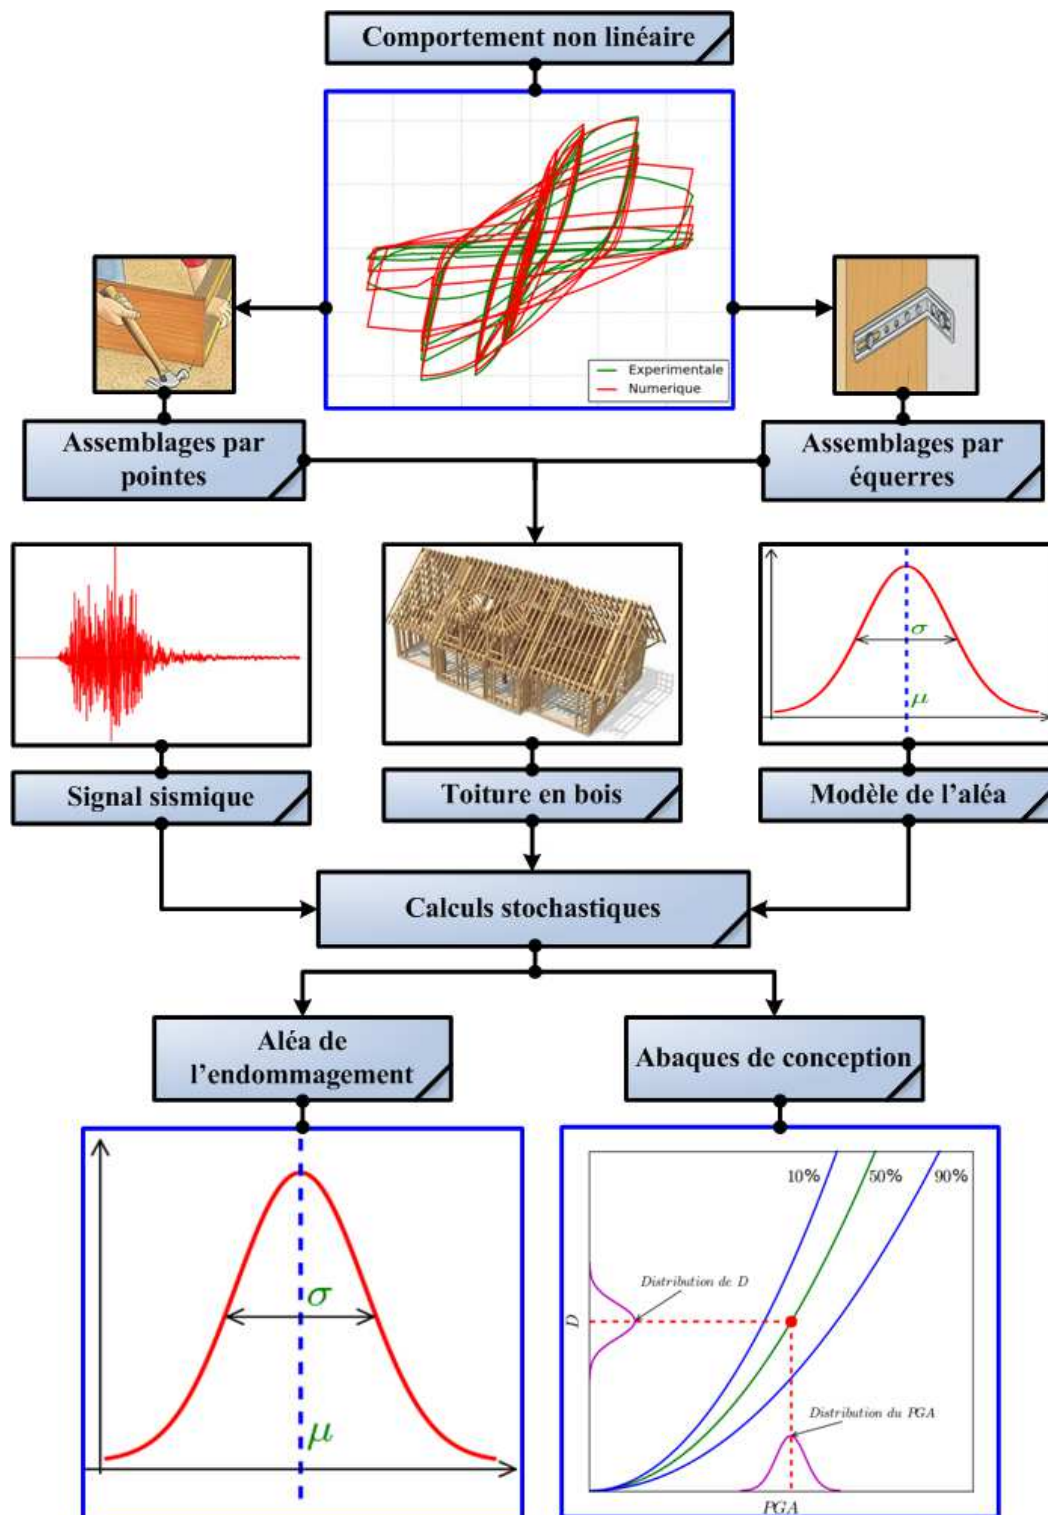 Comportement non linéaire
Experimentale
Numerique
Assemblages par
pointes
Assemblages par
équerres
σ
μ
Signal sismique
Toiture en bois
Modèle de l'aléa
Calculs stochastiques
Aléa de
l'endommagement
Abaques de conception
σ
μ
10%
50%
90%
Distribution de D
D
Distribution du PGA
PGA